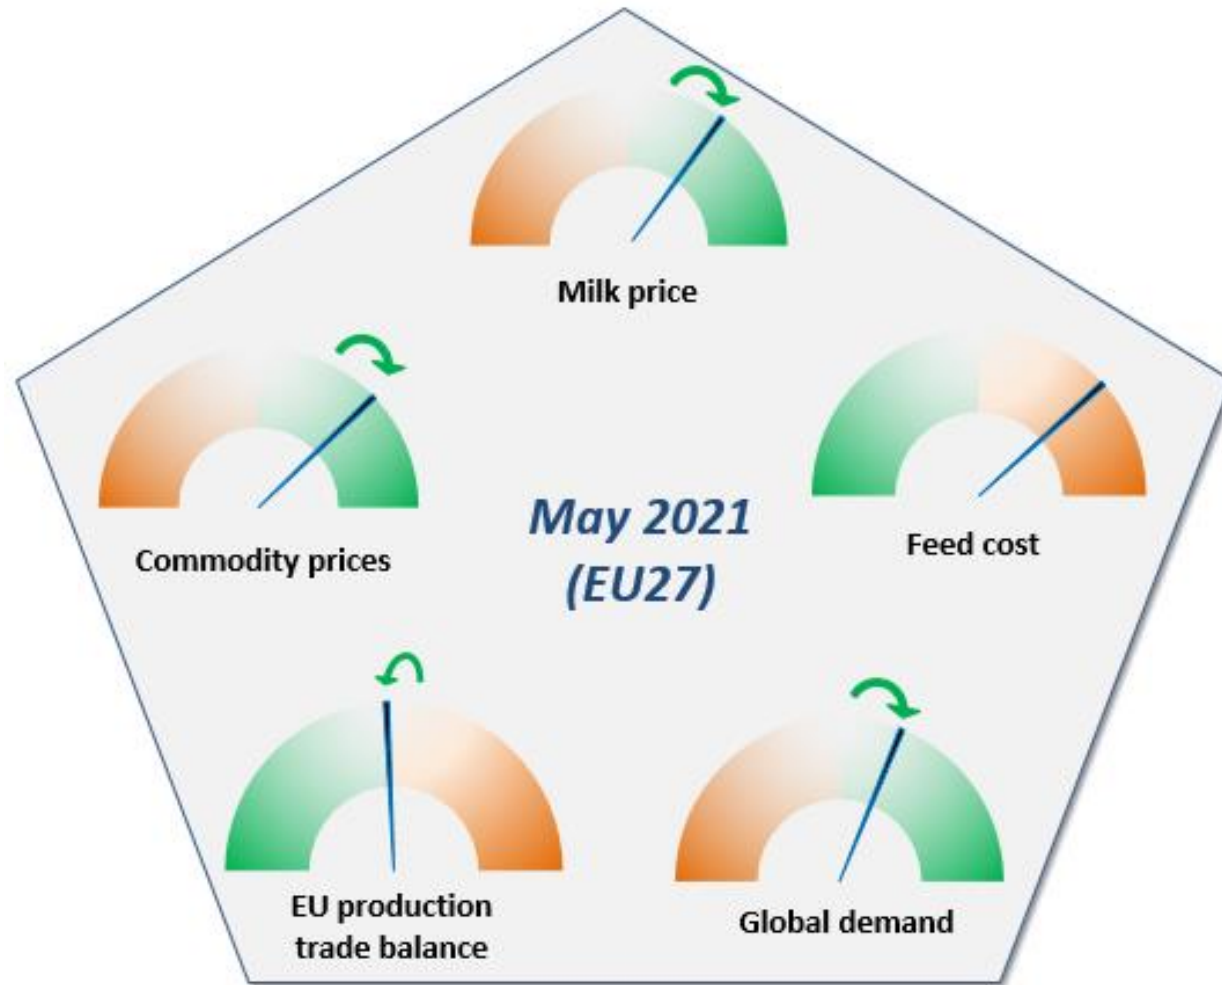 Milk price
Commodity prices
Feed cost
May 2021
(EU27)
EU production
trade balance
Global demand